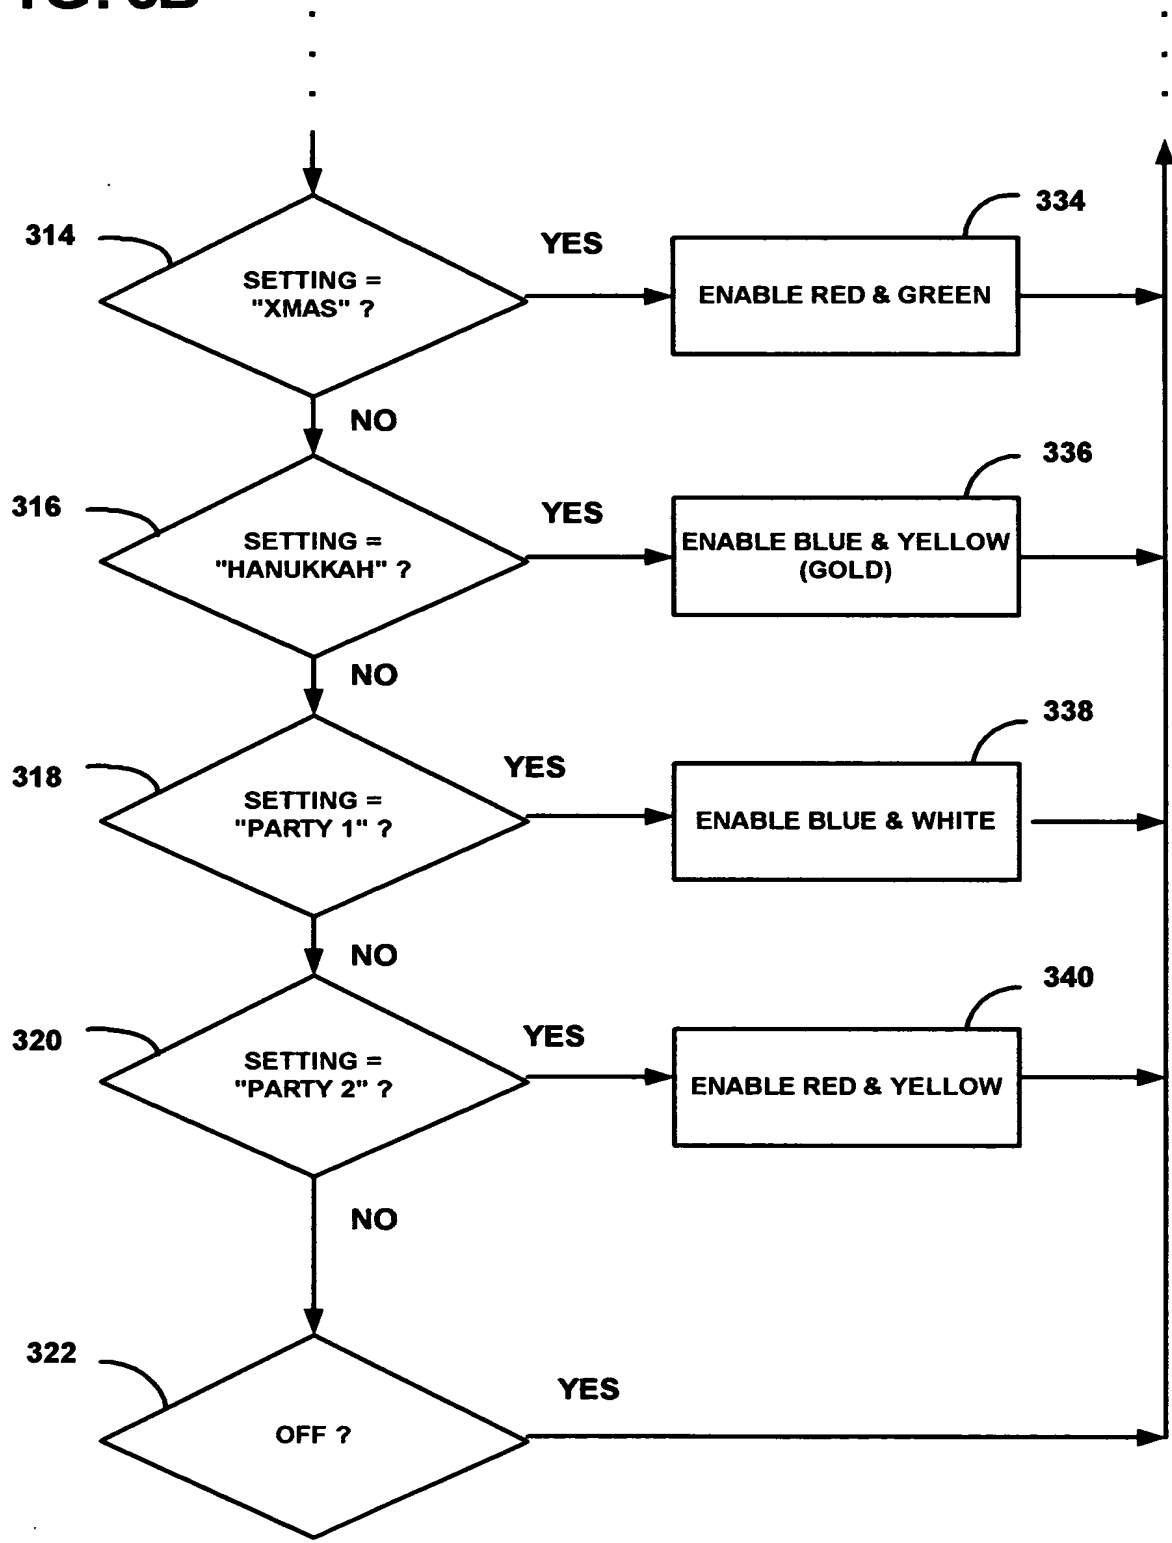 314
SETTING =
"XMAS" ?
YES
ENABLE RED & GREEN
334
NO
316
SETTING =
"HANUKKAH" ?
YES
ENABLE BLUE & YELLOW
(GOLD)
336
NO
318
SETTING =
"PARTY 1" ?
YES
ENABLE BLUE & WHITE
338
NO
320
SETTING =
"PARTY 2" ?
YES
ENABLE RED & YELLOW
340
NO
322
OFF ?
YES